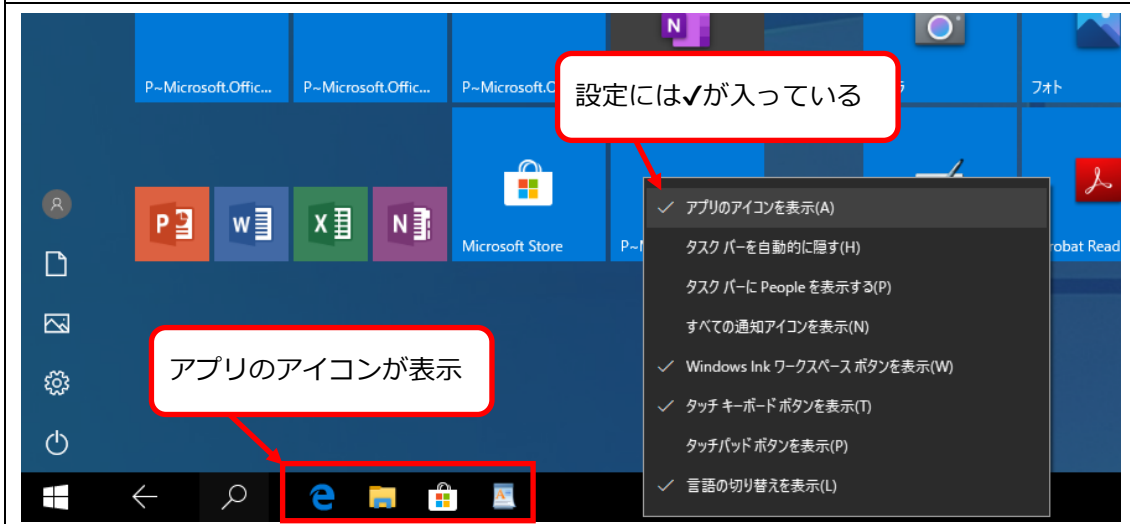 P~Microsoft.Offic...
P~Microsoft.Offic...
P~Microsoft.O
フォト
設定には✓が入っている
Microsoft Store
obat Read
アプリのアイコンを表示(A)
タスク バーを自動的に隠す(H)
タスク バーに People を表示する(P)
すべての通知アイコンを表示(N)
Windows Ink ワークスペース ボタンを表示(W)
タッチ キーボード ボタンを表示(T)
タッチパッド ボタンを表示(P)
言語の切り替えを表示(L)
アプリのアイコンが表示